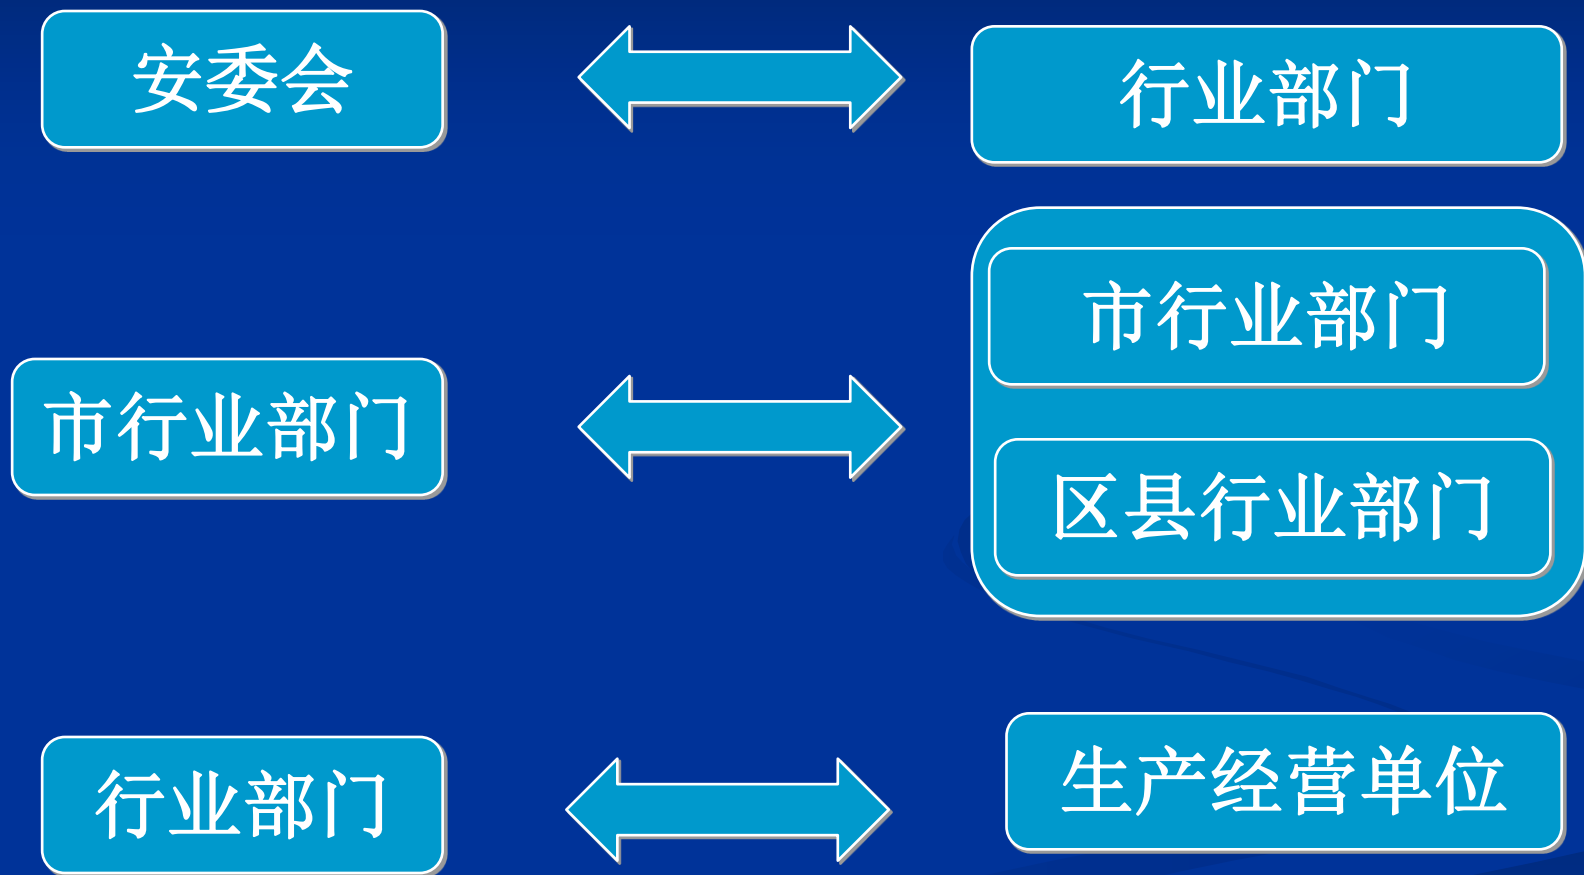 安委会
行业部门
市行业部门
市行业部门
区县行业部门
行业部门
生产经营单位